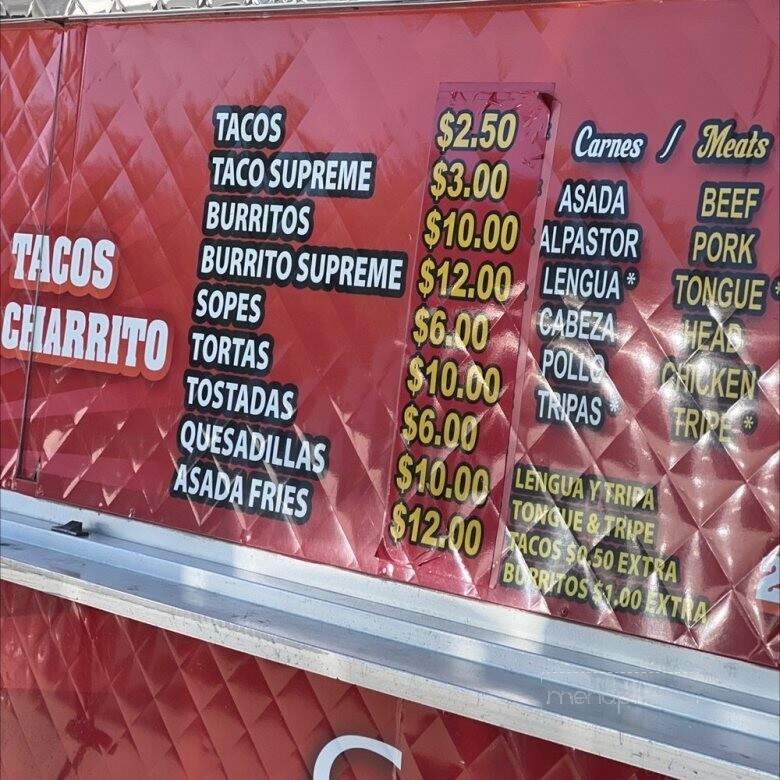 TACOS CHARRITO
TACOS $2.50
TACO SUPREME $3.00
BURRITOS $10.00
BURRITO SUPREME $12.00
SOPES $6.00
TORTAS $10.00
TOSTADAS $6.00
QUESADILLAS $10.00
ASADA FRIES $12.00
Carnes / Meats
ASADA BEEF
ALPASTOR PORK
LENGUA * TONGUE *
CABEZA HEAD
POLLO CHICKEN
TRIPAS * TRIPE *
LENGUA Y TRIPA
TONGUE & TRIPE
TACOS $0.50 EXTRA
BURRITOS $1.00 EXTRA